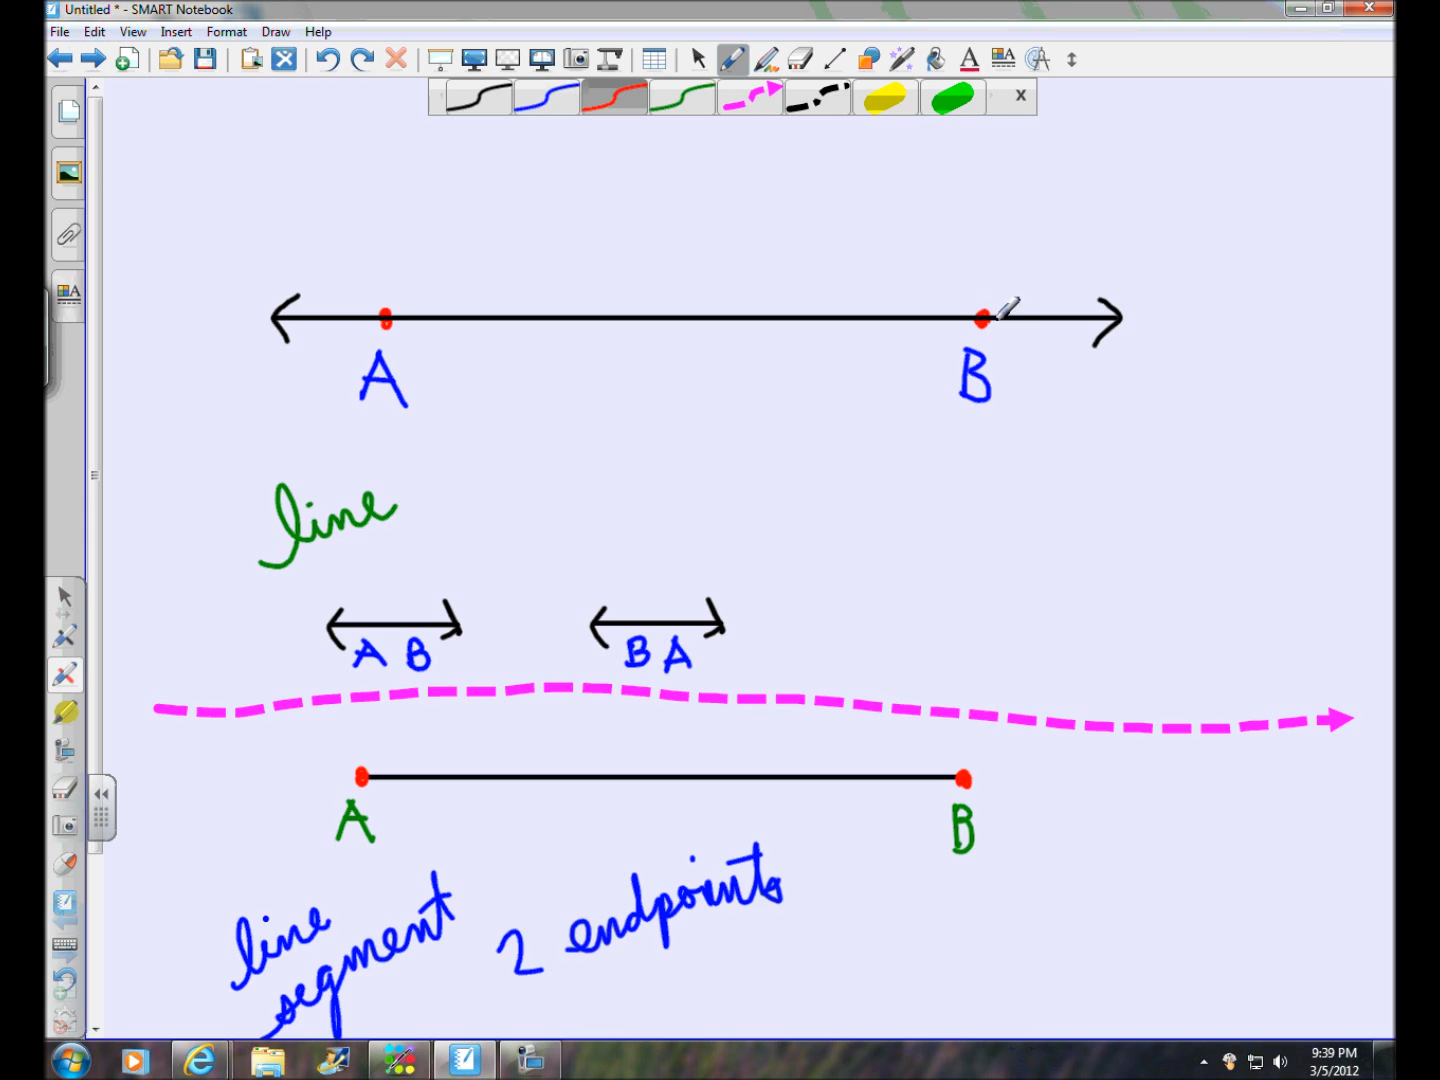 Untitled * - SMART Notebook
File Edit View Insert Format Draw Help
A B
line
A B B A
A B
line
segment 2 endpoints
9:39 PM
3/5/2012